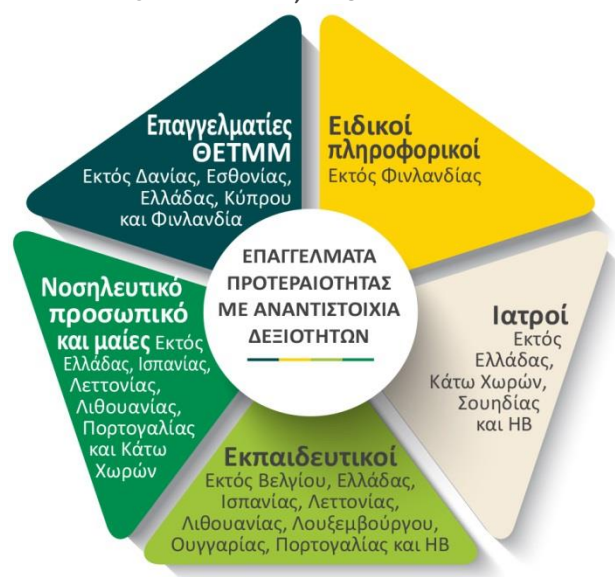 Επαγγελματίες
ΘΕΤΜΜ
Εκτός Δανίας, Εσθονίας,
Ελλάδας, Κύπρου
και Φινλανδία
Ειδικοί
πληροφορικοί
Εκτός Φινλανδίας
ΕΠΑΓΓΕΛΜΑΤΑ
ΠΡΟΤΕΡΑΙΟΤΗΤΑΣ
ΜΕ ΑΝΑΝΤΙΣΤΟΙΧΙΑ
ΔΕΞΙΟΤΗΤΩΝ
Νοσηλευτικό
προσωπικό
και μαίες Εκτός
Ελλάδας, Ισπανίας,
Λεττονίας,
Λιθουανίας,
Πορτογαλίας
και Κάτω
Χωρών
Ιατροί
Εκτός
Ελλάδας,
Κάτω Χωρών,
Σουηδίας
και ΗΒ
Εκπαιδευτικοί
Εκτός Βελγίου, Ελλάδας,
Ισπανίας, Λεττονίας,
Λιθουανίας, Λουξεμβούργου,
Ουγγαρίας, Πορτογαλίας και ΗΒ